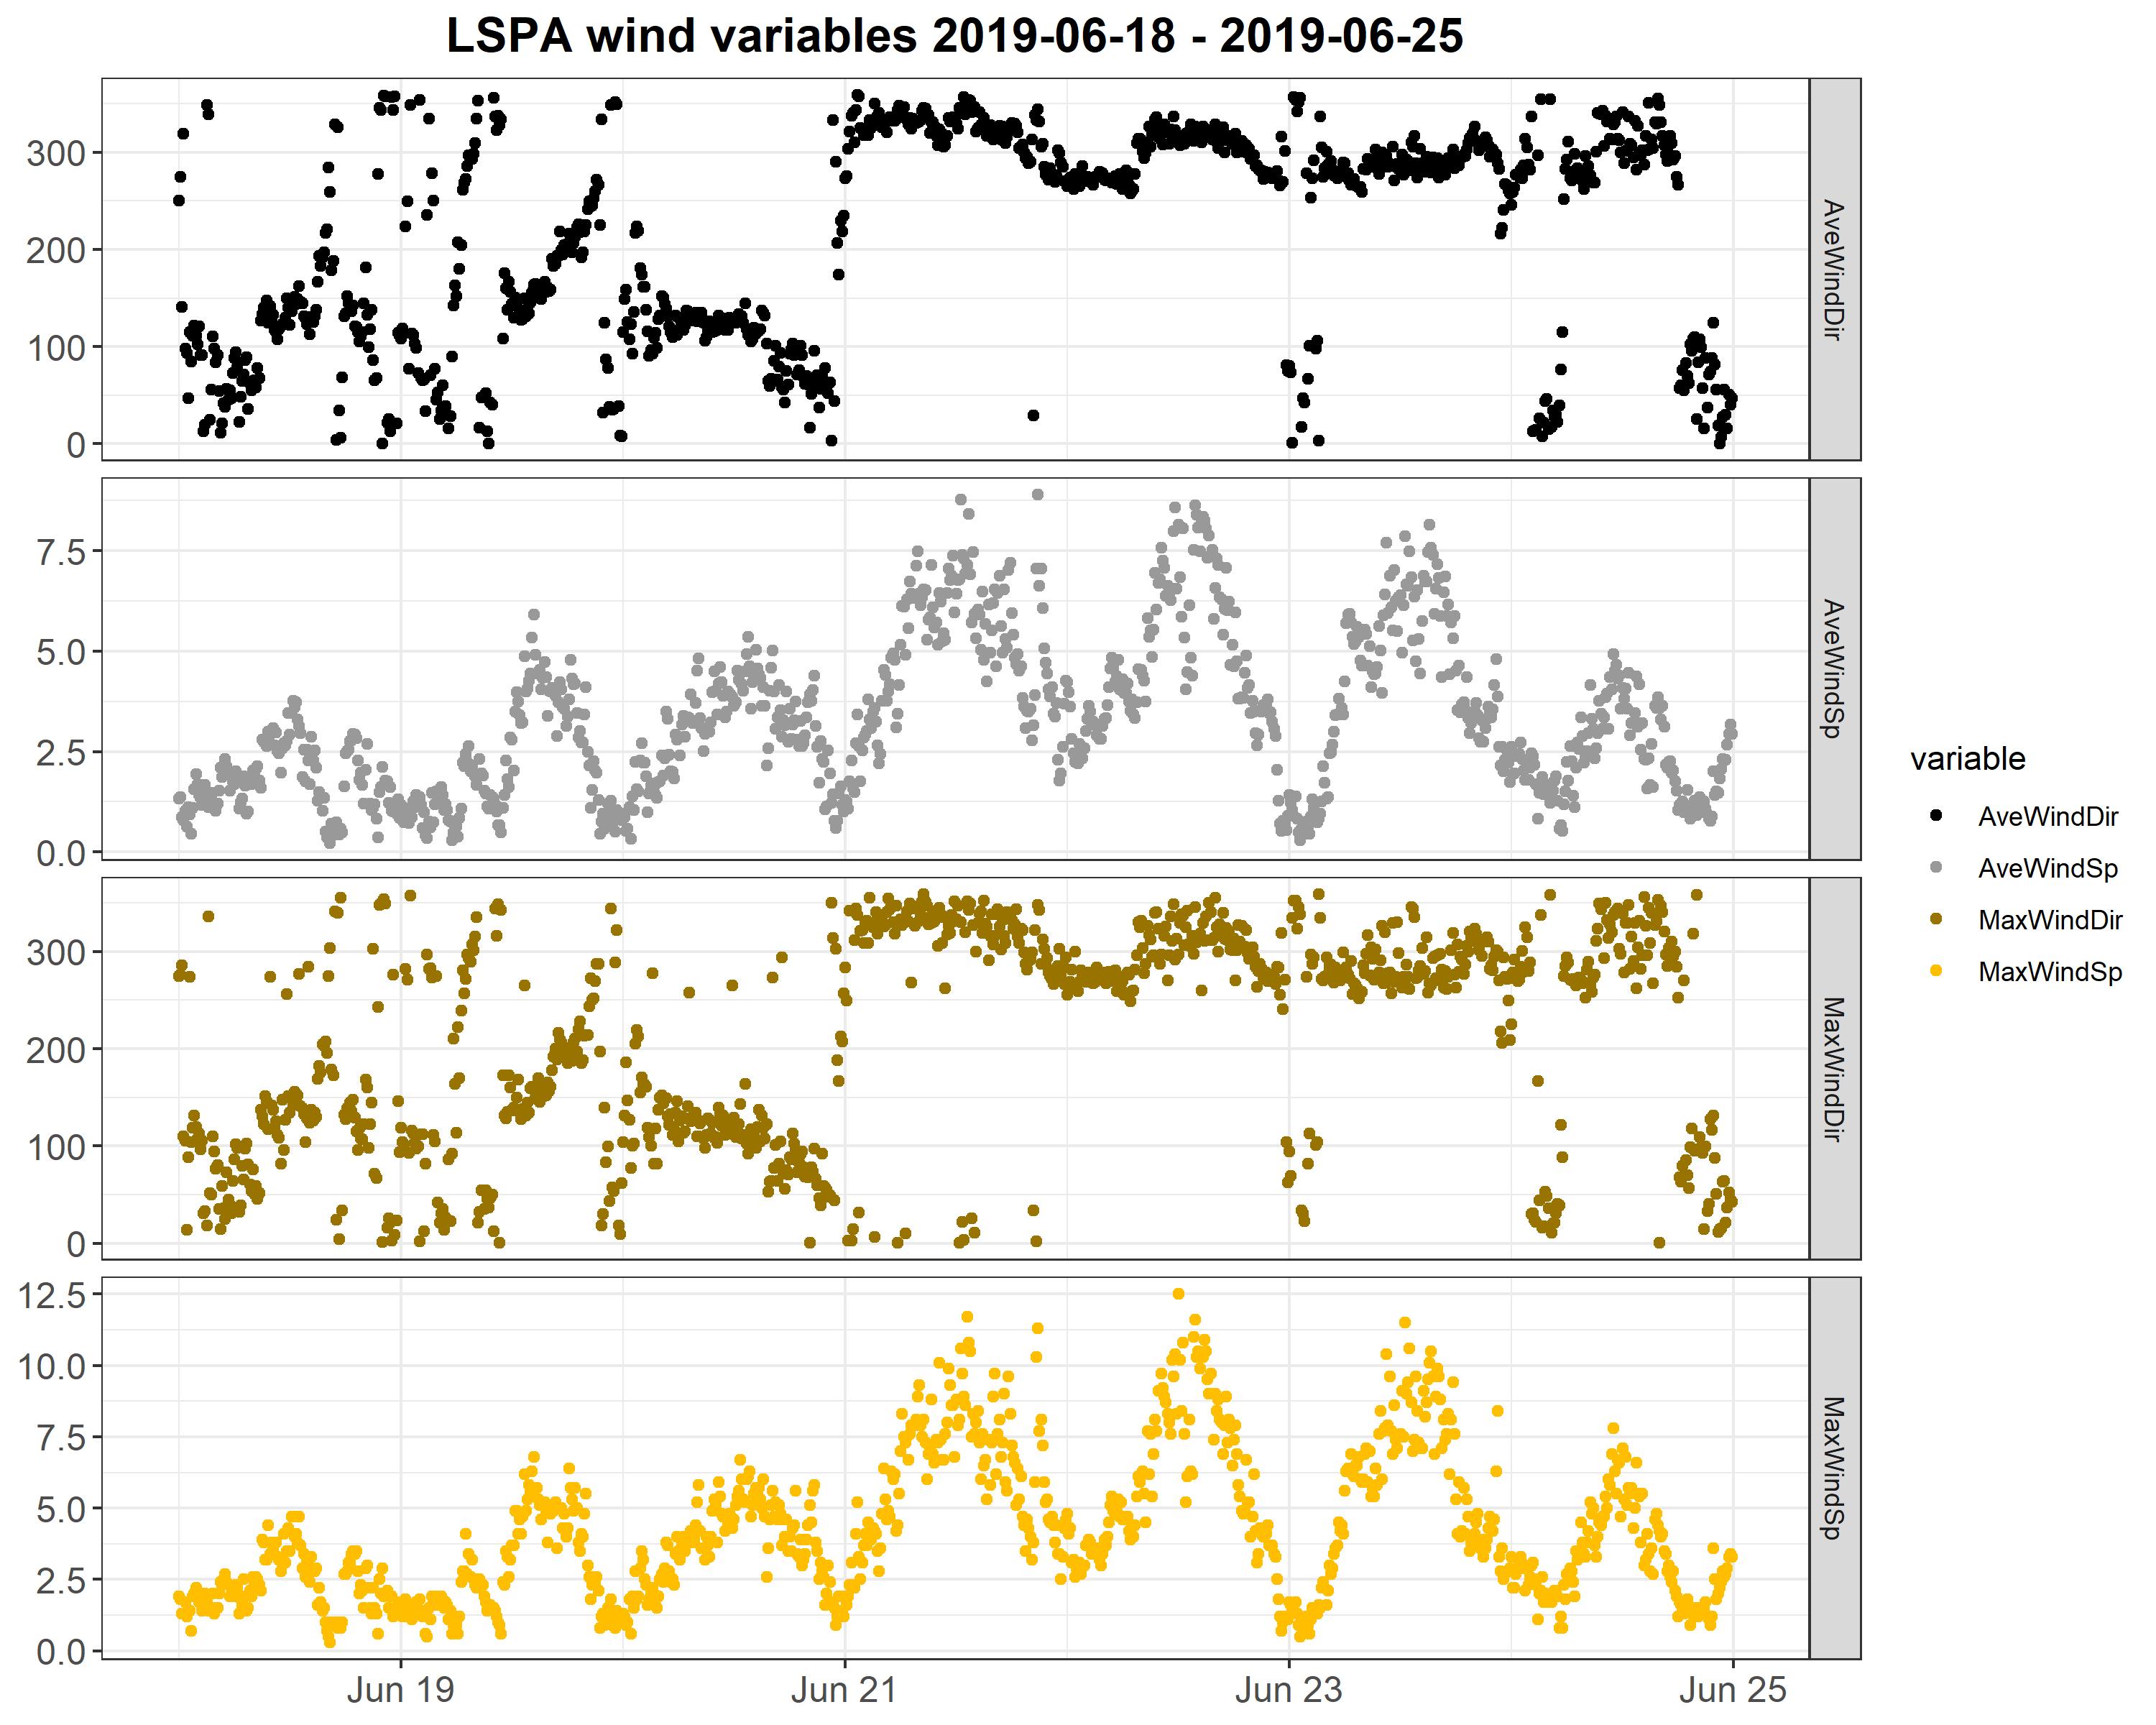 LSPA wind variables 2019-06-18 - 2019-06-25
300
200
100
0
AveWindDir
7.5
5.0
2.5
0.0
AveWindSp
300
200
100
0
MaxWindDir
12.5
10.0
7.5
5.0
2.5
0.0
MaxWindSp
Jun 19
Jun 21
Jun 23
Jun 25
variable
AveWindDir
AveWindSp
MaxWindDir
MaxWindSp